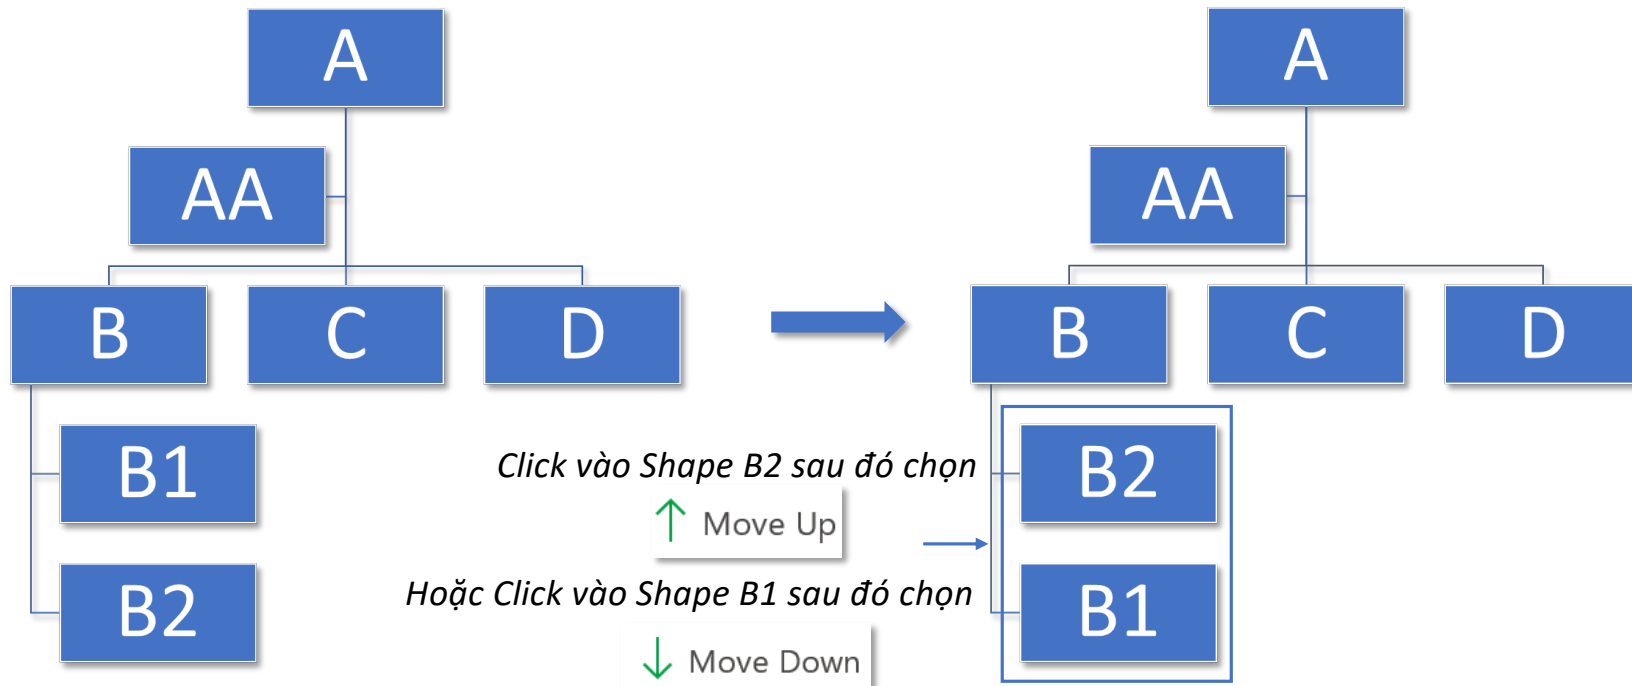 A
AA
B
C
D
B1
B2
Click vào Shape B2 sau đó chọn
Move Up
Hoặc Click vào Shape B1 sau đó chọn
Move Down
A
AA
B
C
D
B2
B1